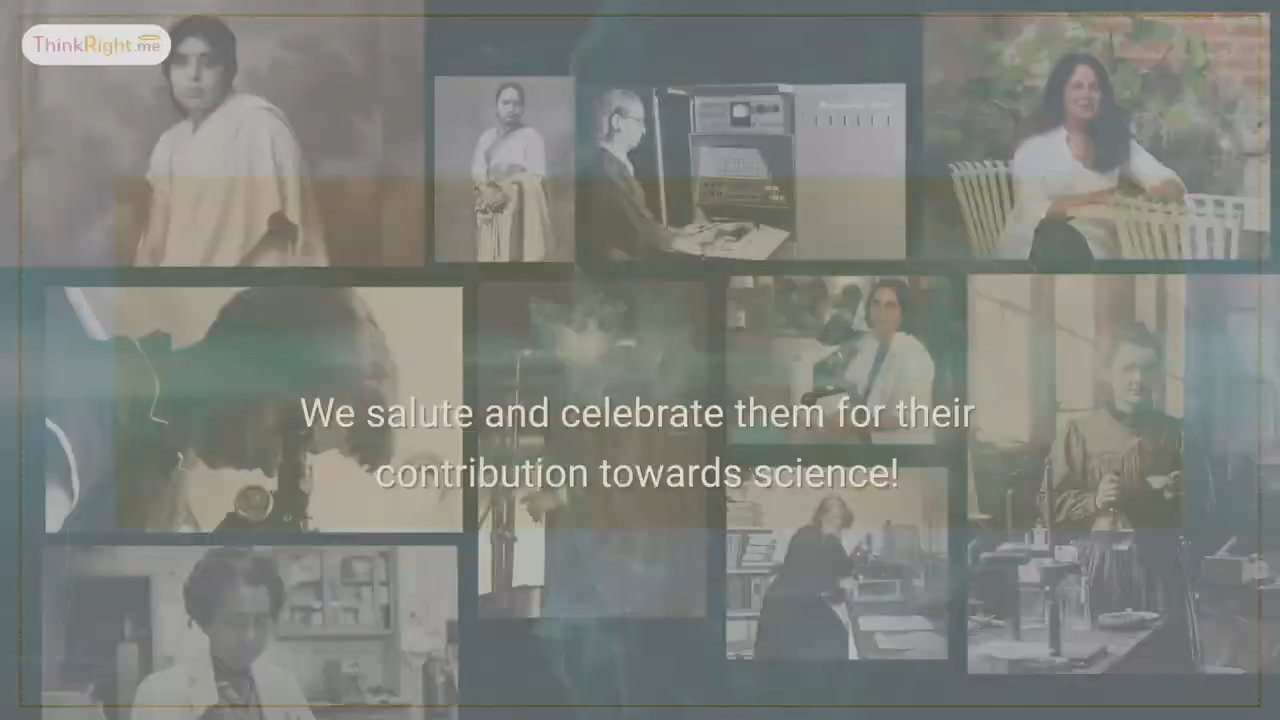 ThinkRight.me
We salute and celebrate them for their
contribution towards science!